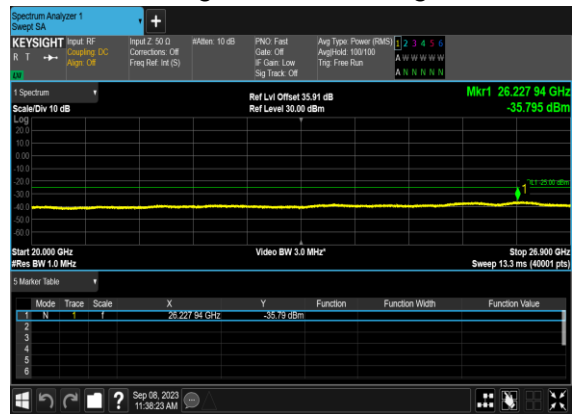 Spectrum Analyzer 1
Swept SA
+
KEYSIGHT Input: RF Input Z: 50 Ω #Atten: 10 dB PNO: Fast Avg Type: Power (RMS) 1 2 3 4 5 6
R T Coupling: DC Corrections: Off Gate: Off Avg|Hold: 100/100 A W W W W W
Align: Off Freq Ref: Int (S) IF Gain: Low Trig: Free Run
LXI Sig Track: Off A N N N N N
1 Spectrum Ref Lvl Offset 35.91 dB Mkr1 26.227 94 GHz
Scale/Div 10 dB Ref Level 30.00 dBm -35.795 dBm
Log
20.0
10.0
0.00
-10.0
-20.0
-30.0
-40.0
-50.0
-60.0
1
Start 20.000 GHz Video BW 3.0 MHz* Stop 26.900 GHz
#Res BW 1.0 MHz Sweep 13.3 ms (40001 pts)
5 Marker Table
Mode Trace Scale X Y Function Function Width Function Value
1 N 1 f 26.227 94 GHz -35.79 dBm
2
3
4
5
6
? Sep 08, 2023
11:38:23 AM